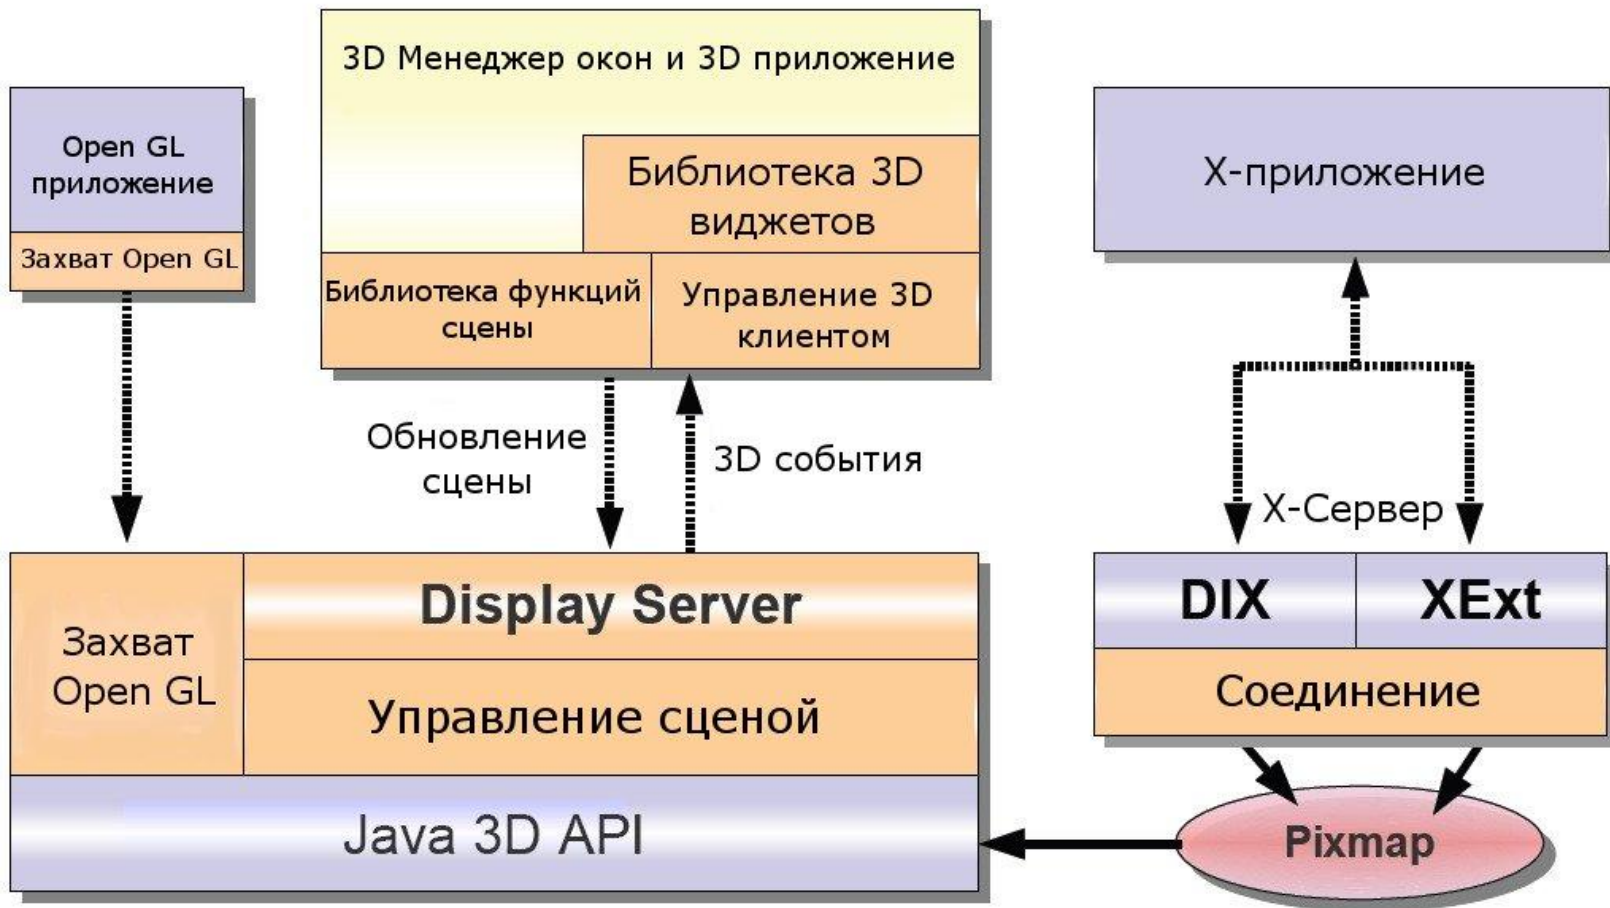 3D Менеджер окон и 3D приложение
Open GL
приложение
Захват Open GL
Библиотека 3D
виджетов
Библиотека функций
сцены
Управление 3D
клиентом
X-приложение
Обновление
сцены
3D события
X-Сервер
Захват
Open GL
Display Server
Управление сценой
Java 3D API
DIX
XExt
Соединение
Pixmap